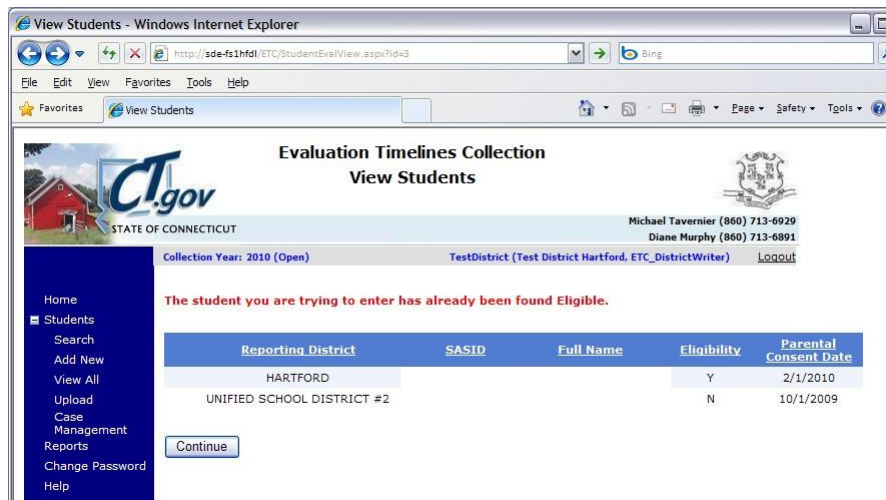 View Students - Windows Internet Explorer
http://sde-fs1hfdl/ETC/StudentEvalView.aspx?id=3
Bing
File Edit View Favorites Tools Help
Favorites View Students Page Safety Tools
CT.gov
STATE OF CONNECTICUT
Evaluation Timelines Collection
View Students
Michael Tavernier (860) 713-6929
Diane Murphy (860) 713-6891
Collection Year: 2010 (Open) TestDistrict (Test District Hartford, ETC_DistrictWriter) Logout
Home
Students
Search
Add New
View All
Upload
Case
Management
Reports
Change Password
Help
The student you are trying to enter has already been found Eligible.
Reporting District SASID Full Name Eligibility Parental Consent Date
HARTFORD Y 2/1/2010
UNIFIED SCHOOL DISTRICT #2 N 10/1/2009
Continue